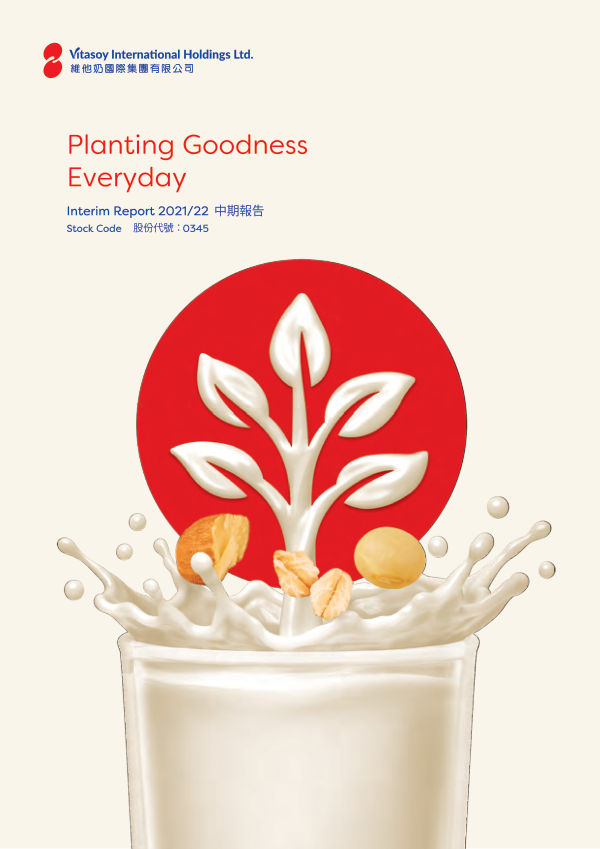 Vitasoy International Holdings Ltd.
維他奶國際集團有限公司
Planting Goodness
Everyday
Interim Report 2021/22 中期報告
Stock Code 股份代號：0345